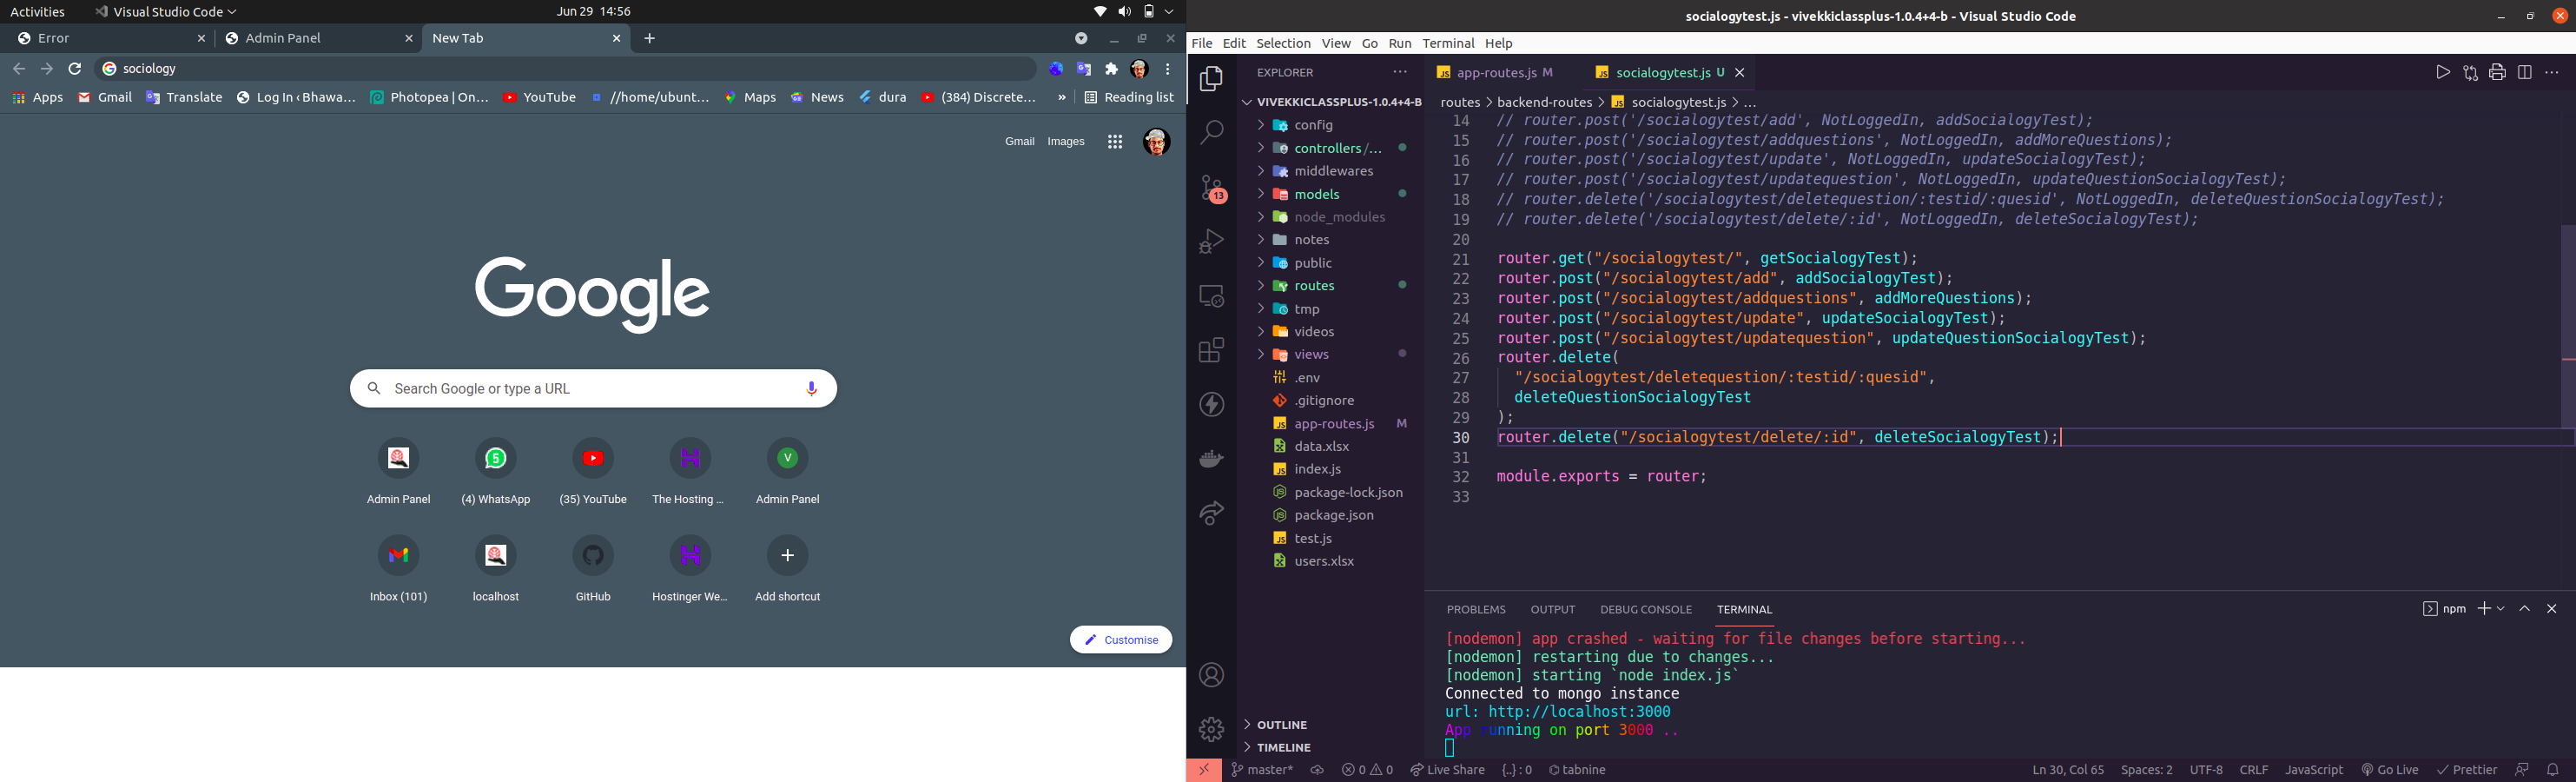 Activities
Visual Studio Code
Jun 29 14:56
Error
Admin Panel
New Tab
sociology
Apps
Gmail
Translate
Log In ‹ Bhawa...
Photopea | On...
YouTube
//home/ubunt...
Maps
News
dura
(384) Discrete...
»
Reading list
Gmail
Images
Google
Search Google or type a URL
5
V
Admin Panel
(4) WhatsApp
(35) YouTube
The Hosting ...
Admin Panel
Inbox (101)
localhost
GitHub
Hostinger We...
Add shortcut
Customise
socialogytest.js - vivekkiclassplus-1.0.4+4-b - Visual Studio Code
File Edit Selection View Go Run Terminal Help
EXPLORER
VIVEKKICLASSPLUS-1.0.4+4-B
config
controllers/...
middlewares
13
models
node_modules
notes
public
routes
tmp
videos
views
.env
.gitignore
app-routes.js M
data.xlsx
index.js
package-lock.json
package.json
test.js
users.xlsx
OUTLINE
TIMELINE
JS app-routes.js M
JS socialogytest.js U
routes > backend-routes > JS socialogytest.js > ...
14 // router.post('/socialogytest/add', NotLoggedIn, addSocialogyTest);
15 // router.post('/socialogytest/addquestions', NotLoggedIn, addMoreQuestions);
16 // router.post('/socialogytest/update', NotLoggedIn, updateSocialogyTest);
17 // router.post('/socialogytest/updatequestion', NotLoggedIn, updateQuestionSocialogyTest);
18 // router.delete('/socialogytest/deletequestion/:testid/:quesid', NotLoggedIn, deleteQuestionSocialogyTest);
19 // router.delete('/socialogytest/delete/:id', NotLoggedIn, deleteSocialogyTest);
20
21 router.get("/socialogytest/", getSocialogyTest);
22 router.post("/socialogytest/add", addSocialogyTest);
23 router.post("/socialogytest/addquestions", addMoreQuestions);
24 router.post("/socialogytest/update", updateSocialogyTest);
25 router.post("/socialogytest/updatequestion", updateQuestionSocialogyTest);
26 router.delete(
27 "/socialogytest/deletequestion/:testid/:quesid",
28 deleteQuestionSocialogyTest
29 );
30 router.delete("/socialogytest/delete/:id", deleteSocialogyTest);
31
32 module.exports = router;
33
PROBLEMS OUTPUT DEBUG CONSOLE TERMINAL
npm
[nodemon] app crashed - waiting for file changes before starting...
[nodemon] restarting due to changes...
[nodemon] starting `node index.js`
Connected to mongo instance
url: http://localhost:3000
App running on port 3000 ..
master*
0 0
Live Share
{..} : 0
tabnine
Ln 30, Col 65
Spaces: 2
UTF-8
CRLF
JavaScript
Go Live
Prettier